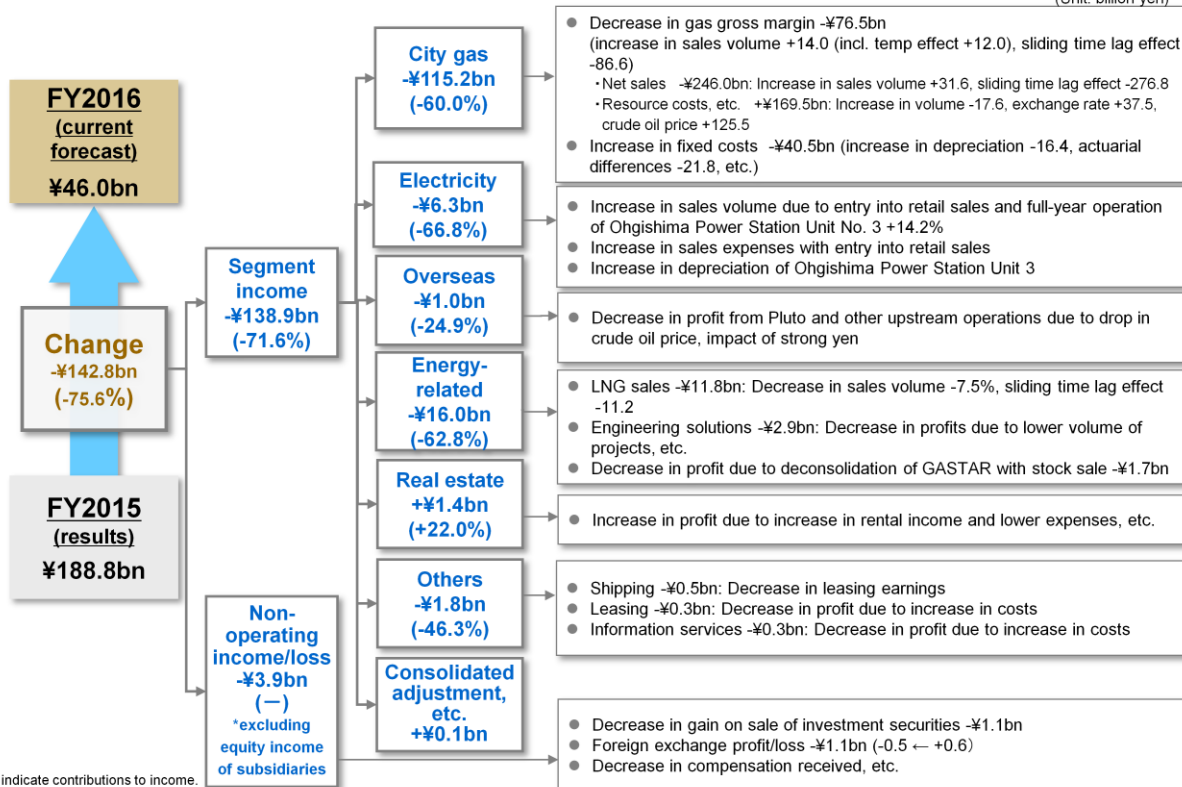 (Unit: billion yen)
FY2016
(current
forecast)
¥46.0bn
Change
-¥142.8bn
(-75.6%)
FY2015
(results)
¥188.8bn
Segment
income
-¥138.9bn
(-71.6%)
Non-
operating
income/loss
-¥3.9bn
(—)
*excluding
equity income
of subsidiaries
City gas
-¥115.2bn
(-60.0%)
● Decrease in gas gross margin -¥76.5bn
(increase in sales volume +14.0 (incl. temp effect +12.0), sliding time lag effect
-86.6)
・Net sales -¥246.0bn: Increase in sales volume +31.6, sliding time lag effect -276.8
・Resource costs, etc. +¥169.5bn: Increase in volume -17.6, exchange rate +37.5,
crude oil price +125.5
● Increase in fixed costs -¥40.5bn (increase in depreciation -16.4, actuarial
differences -21.8, etc.)
Electricity
-¥6.3bn
(-66.8%)
● Increase in sales volume due to entry into retail sales and full-year operation
of Ohgishima Power Station Unit No. 3 +14.2%
● Increase in sales expenses with entry into retail sales
● Increase in depreciation of Ohgishima Power Station Unit 3
Overseas
-¥1.0bn
(-24.9%)
● Decrease in profit from Pluto and other upstream operations due to drop in
crude oil price, impact of strong yen
Energy-
related
-¥16.0bn
(-62.8%)
● LNG sales -¥11.8bn: Decrease in sales volume -7.5%, sliding time lag effect
-11.2
● Engineering solutions -¥2.9bn: Decrease in profits due to lower volume of
projects, etc.
● Decrease in profit due to deconsolidation of GASTAR with stock sale -¥1.7bn
Real estate
+¥1.4bn
(+22.0%)
● Increase in profit due to increase in rental income and lower expenses, etc.
Others
-¥1.8bn
(-46.3%)
● Shipping -¥0.5bn: Decrease in leasing earnings
● Leasing -¥0.3bn: Decrease in profit due to increase in costs
● Information services -¥0.3bn: Decrease in profit due to increase in costs
Consolidated
adjustment,
etc.
+¥0.1bn
● Decrease in gain on sale of investment securities -¥1.1bn
● Foreign exchange profit/loss -¥1.1bn (-0.5 ← +0.6)
● Decrease in compensation received, etc.
indicate contributions to income.